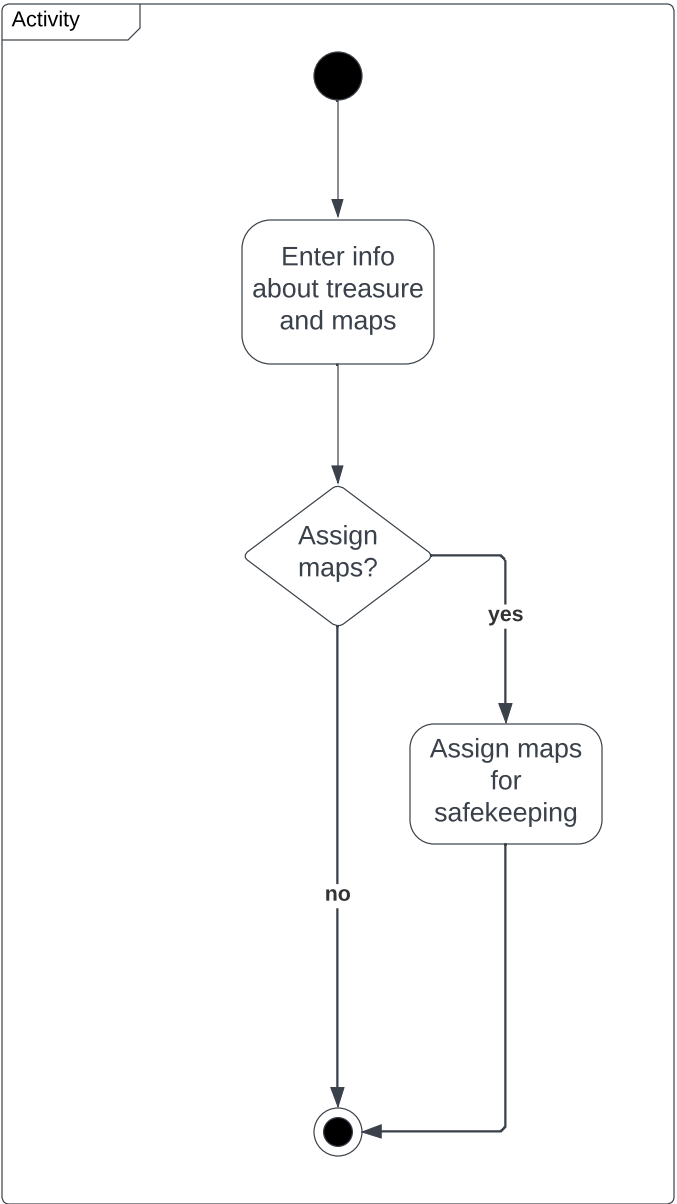 Activity
Enter info
about treasure
and maps
Assign
maps?
yes
Assign maps
for
safekeeping
no